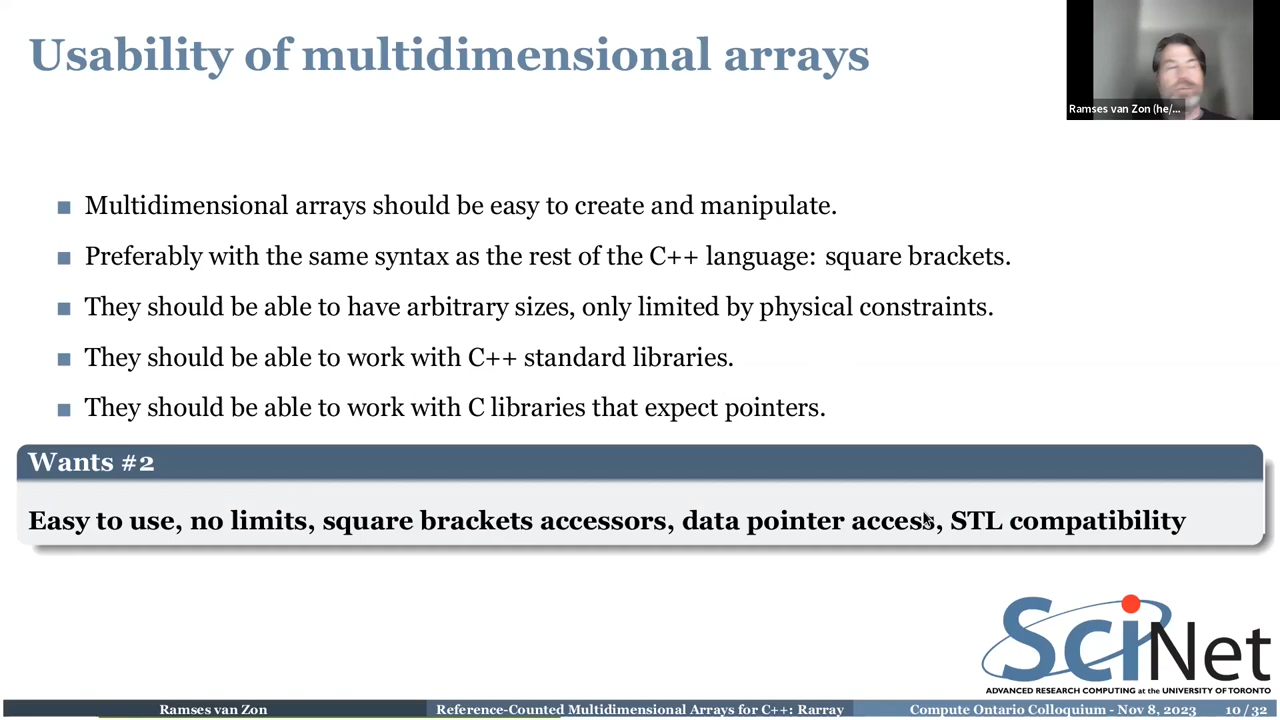 Usability of multidimensional arrays
Ramses van Zon (he/...
Multidimensional arrays should be easy to create and manipulate.
Preferably with the same syntax as the rest of the C++ language: square brackets.
They should be able to have arbitrary sizes, only limited by physical constraints.
They should be able to work with C++ standard libraries.
They should be able to work with C libraries that expect pointers.
Wants #2
Easy to use, no limits, square brackets accessors, data pointer access, STL compatibility
SciNet
ADVANCED RESEARCH COMPUTING at the UNIVERSITY OF TORONTO
Ramses van Zon
Reference-Counted Multidimensional Arrays for C++: Rarray
Compute Ontario Colloquium - Nov 8, 2023
10 / 32